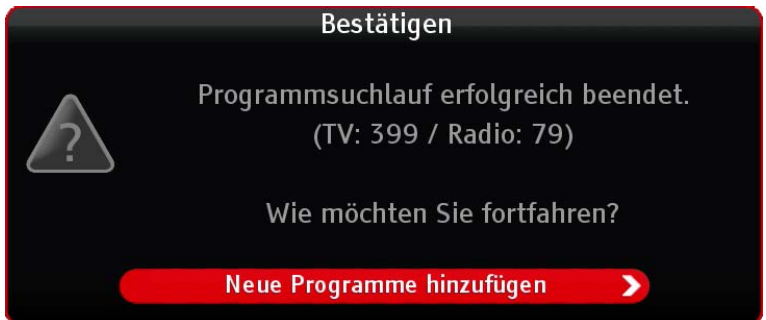 Bestätigen
Programmsuchlauf erfolgreich beendet.
(TV: 399 / Radio: 79)
?
Wie möchten Sie fortfahren?
Neue Programme hinzufügen